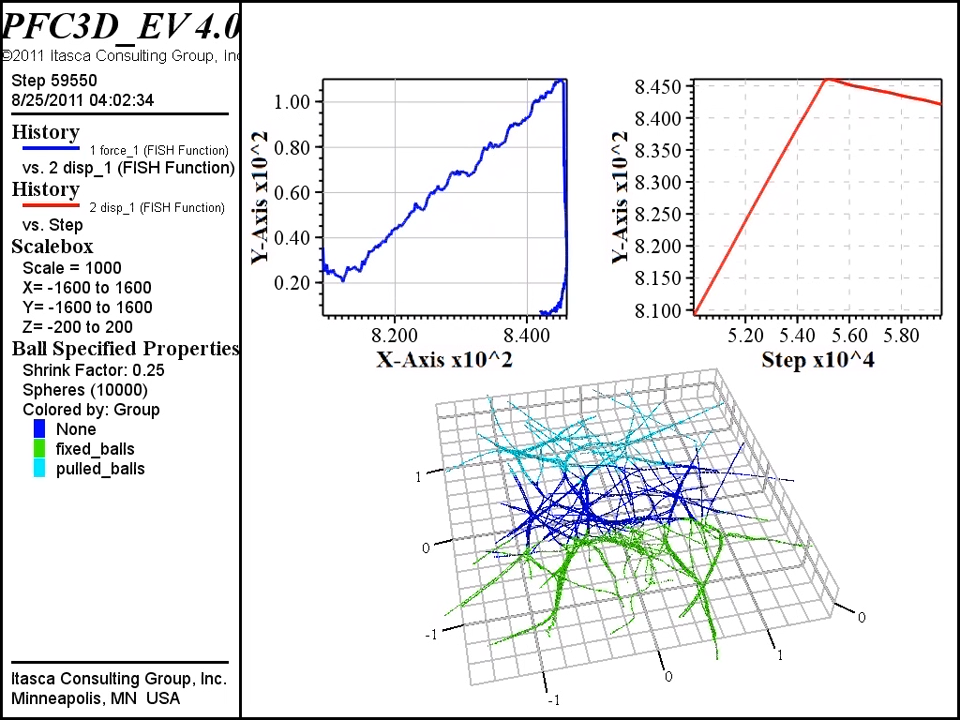 PFC3D_EV 4.0
©2011 Itasca Consulting Group, Inc
Step 59550
8/25/2011 04:02:34
History
1 force_1 (FISH Function)
vs. 2 disp_1 (FISH Function)
History
2 disp_1 (FISH Function)
vs. Step
Scalebox
Scale = 1000
X= -1600 to 1600
Y= -1600 to 1600
Z= -200 to 200
Ball Specified Properties
Shrink Factor: 0.25
Spheres (10000)
Colored by: Group
None
fixed_balls
pulled_balls
Itasca Consulting Group, Inc.
Minneapolis, MN USA
Y-Axis x10^2
1.00
0.80
0.60
0.40
0.20
8.200 8.400
X-Axis x10^2
Y-Axis x10^2
8.450
8.400
8.350
8.300
8.250
8.200
8.150
8.100
5.20 5.40 5.60 5.80
Step x10^4
1
0
-1
-1
0
1
0